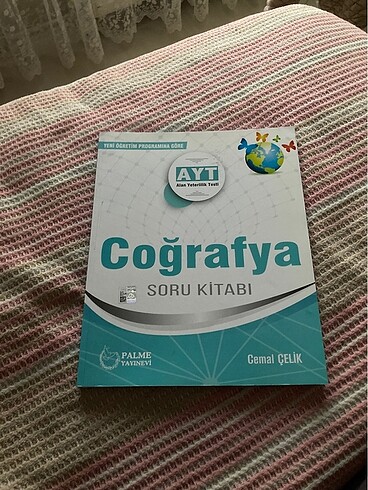 YENİ ÖĞRETİM PROGRAMINA GÖRE
AYT
Alan Yeterlilik Testi
Coğrafya
SORU KİTABI
PALME
YAYINEVİ
Cemal ÇELİK